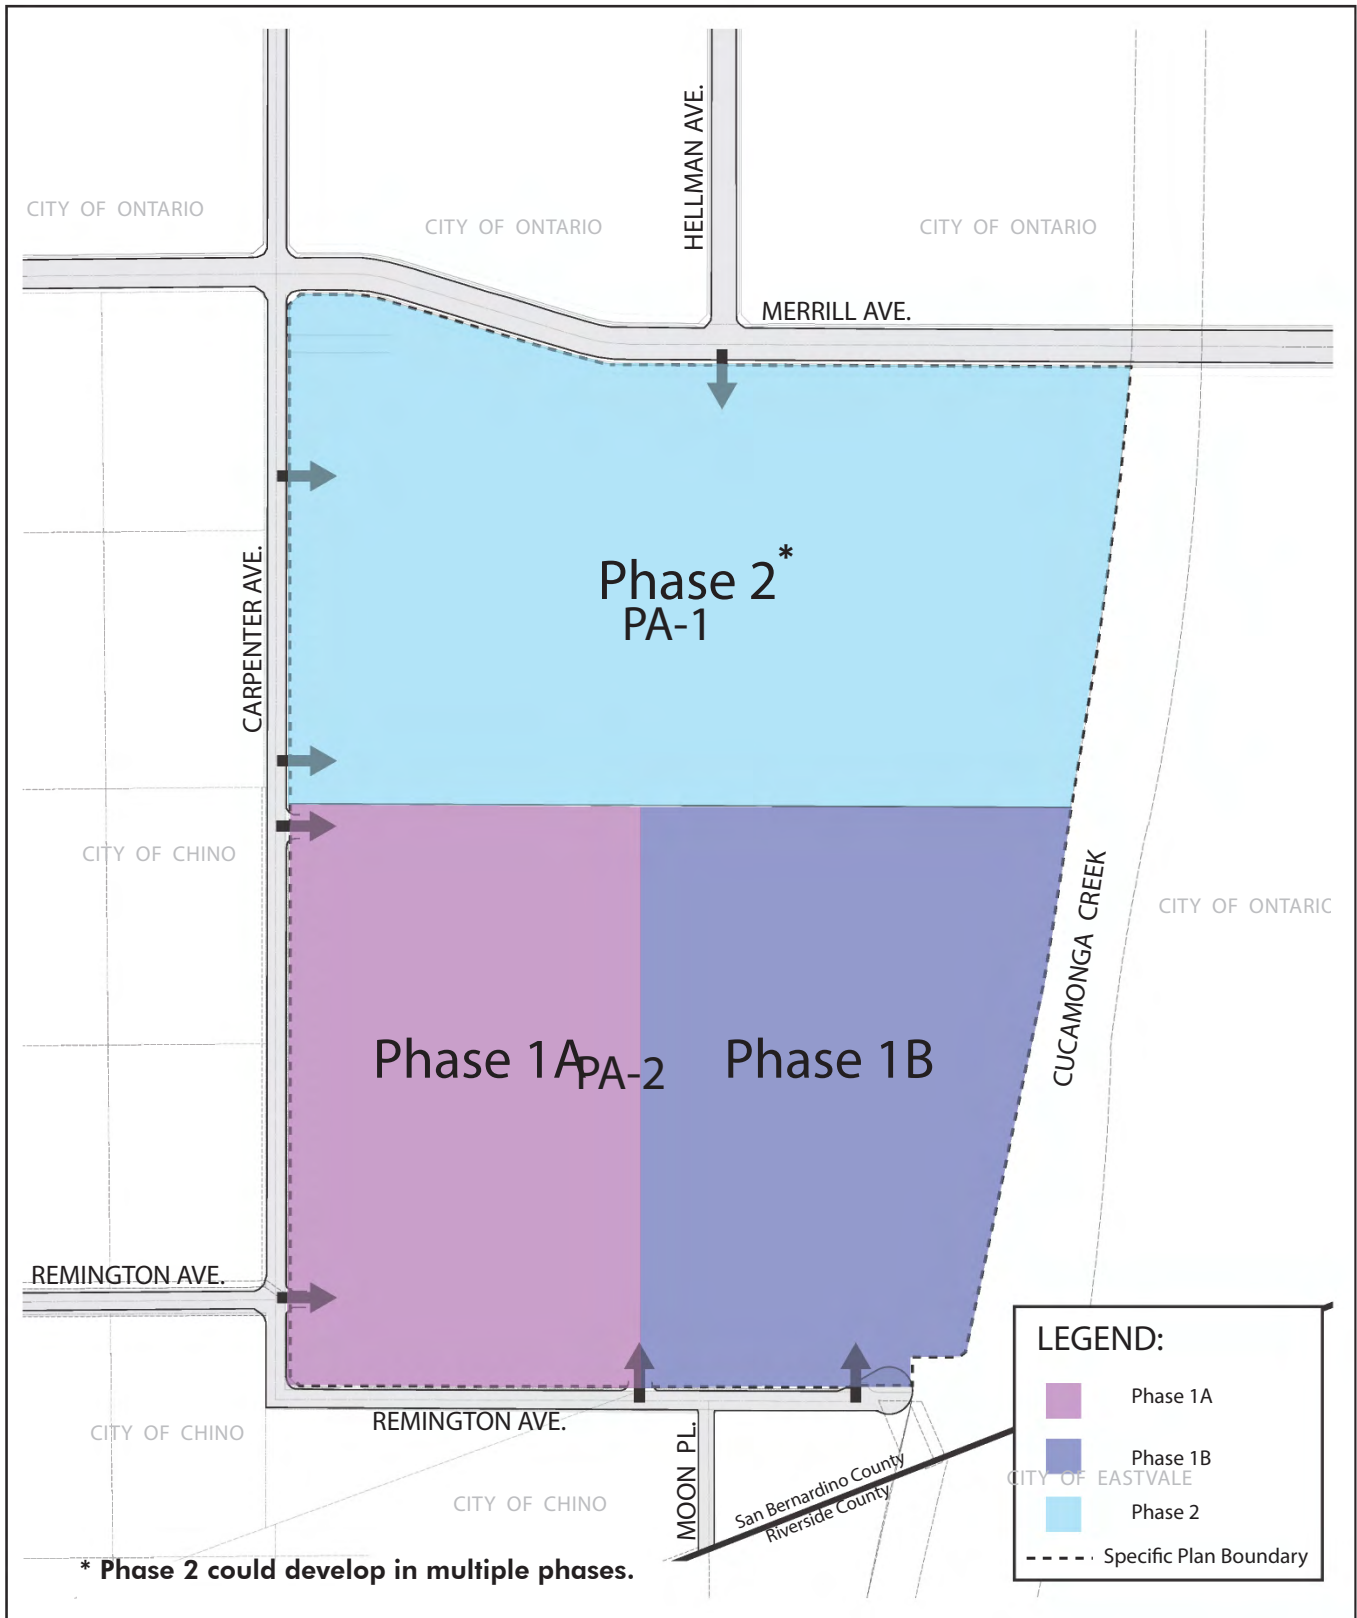 HELLMAN AVE.
CITY OF ONTARIO
CITY OF ONTARIO
CITY OF ONTARIO
MERRILL AVE.
CARPENTER AVE.
Phase 2*
PA-1
CITY OF CHINO
CUCAMONGA CREEK
CITY OF ONTARIC
Phase 1A
PA-2
Phase 1B
REMINGTON AVE.
REMINGTON AVE.
CITY OF CHINO
CITY OF CHINO
MOON PL.
San Bernardino County
Riverside County
LEGEND:
Phase 1A
Phase 1B
CITY OF EASTVALE
Phase 2
Specific Plan Boundary
* Phase 2 could develop in multiple phases.